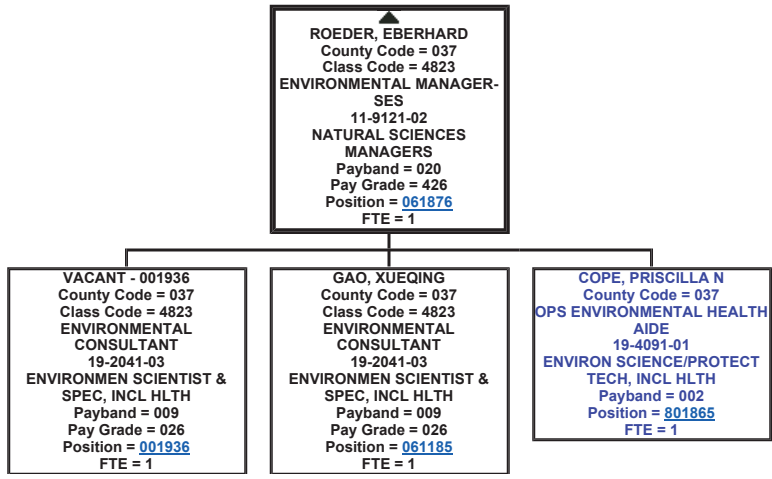 ROEDER, EBERHARD
County Code = 037
Class Code = 4823
ENVIRONMENTAL MANAGER-
SES
11-9121-02
NATURAL SCIENCES
MANAGERS
Payband = 020
Pay Grade = 426
Position = 061876
FTE = 1
VACANT - 001936
County Code = 037
Class Code = 4823
ENVIRONMENTAL
CONSULTANT
19-2041-03
ENVIRONMEN SCIENTIST &
SPEC, INCL HLTH
Payband = 009
Pay Grade = 026
Position = 001936
FTE = 1
GAO, XUEQING
County Code = 037
Class Code = 4823
ENVIRONMENTAL
CONSULTANT
19-2041-03
ENVIRONMEN SCIENTIST &
SPEC, INCL HLTH
Payband = 009
Pay Grade = 026
Position = 061185
FTE = 1
COPE, PRISCILLA N
County Code = 037
OPS ENVIRONMENTAL HEALTH
AIDE
19-4091-01
ENVIRON SCIENCE/PROTECT
TECH, INCL HLTH
Payband = 002
Position = 801865
FTE = 1